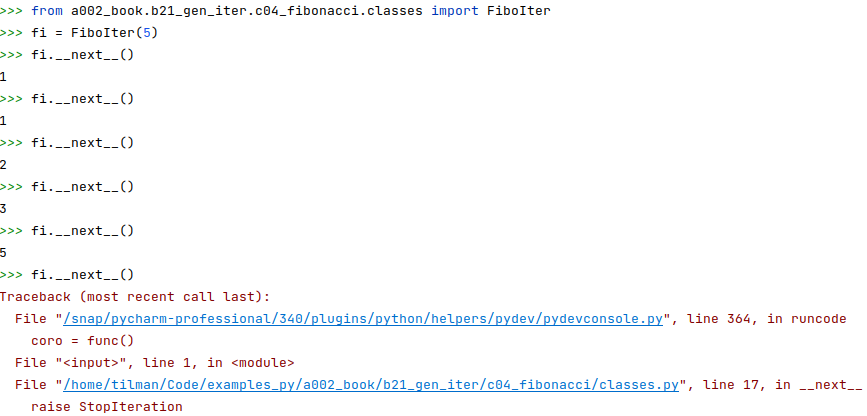 >>> from a002_book.b21_gen_iter.c04_fibonacci.classes import FiboIter
>>> fi = FiboIter(5)
>>> fi.__next__()
1
>>> fi.__next__()
1
>>> fi.__next__()
2
>>> fi.__next__()
3
>>> fi.__next__()
5
>>> fi.__next__()
Traceback (most recent call last):
  File "/snap/pycharm-professional/340/plugins/python/helpers/pydev/pydevconsole.py", line 364, in runcode
    coro = func()
  File "<input>", line 1, in <module>
  File "/home/tilman/Code/examples_py/a002_book/b21_gen_iter/c04_fibonacci/classes.py", line 17, in __next__
    raise StopIteration